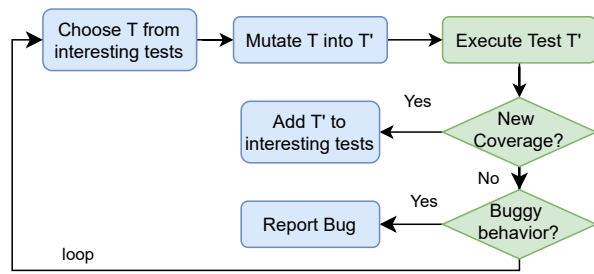 Choose T from
interesting tests
Mutate T into T'
Execute Test T'
Yes
New
Coverage?
Add T' to
interesting tests
No
Yes
Buggy
behavior?
Report Bug
loop